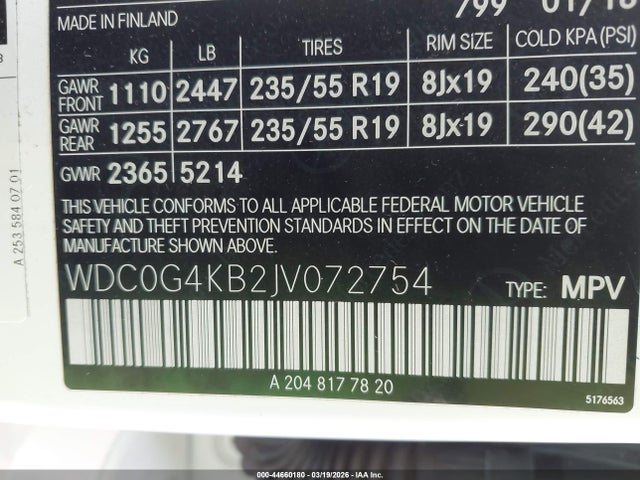 MADE IN FINLAND 799 01/18
KG LB TIRES RIM SIZE COLD KPA(PSI)
GAWR FRONT 1110 2447 235/55 R19 8Jx19 240(35)
GAWR REAR 1255 2767 235/55 R19 8Jx19 290(42)
GVWR 2365 5214
THIS VEHICLE CONFORMS TO ALL APPLICABLE FEDERAL MOTOR VEHICLE
SAFETY AND THEFT PREVENTION STANDARDS IN EFFECT ON THE DATE
OF MANUFACTURE SHOWN ABOVE.
WDC0G4KB2JV072754 TYPE: MPV
A 204 817 78 20
5176563
A 253 584 07 01
000-44660180 - 03/19/2026 - IAA Inc.